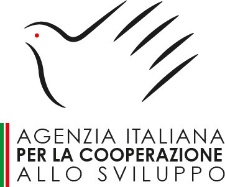 AGENZIA ITALIANA
PER LA COOPERAZIONE
ALLO SVILUPPO